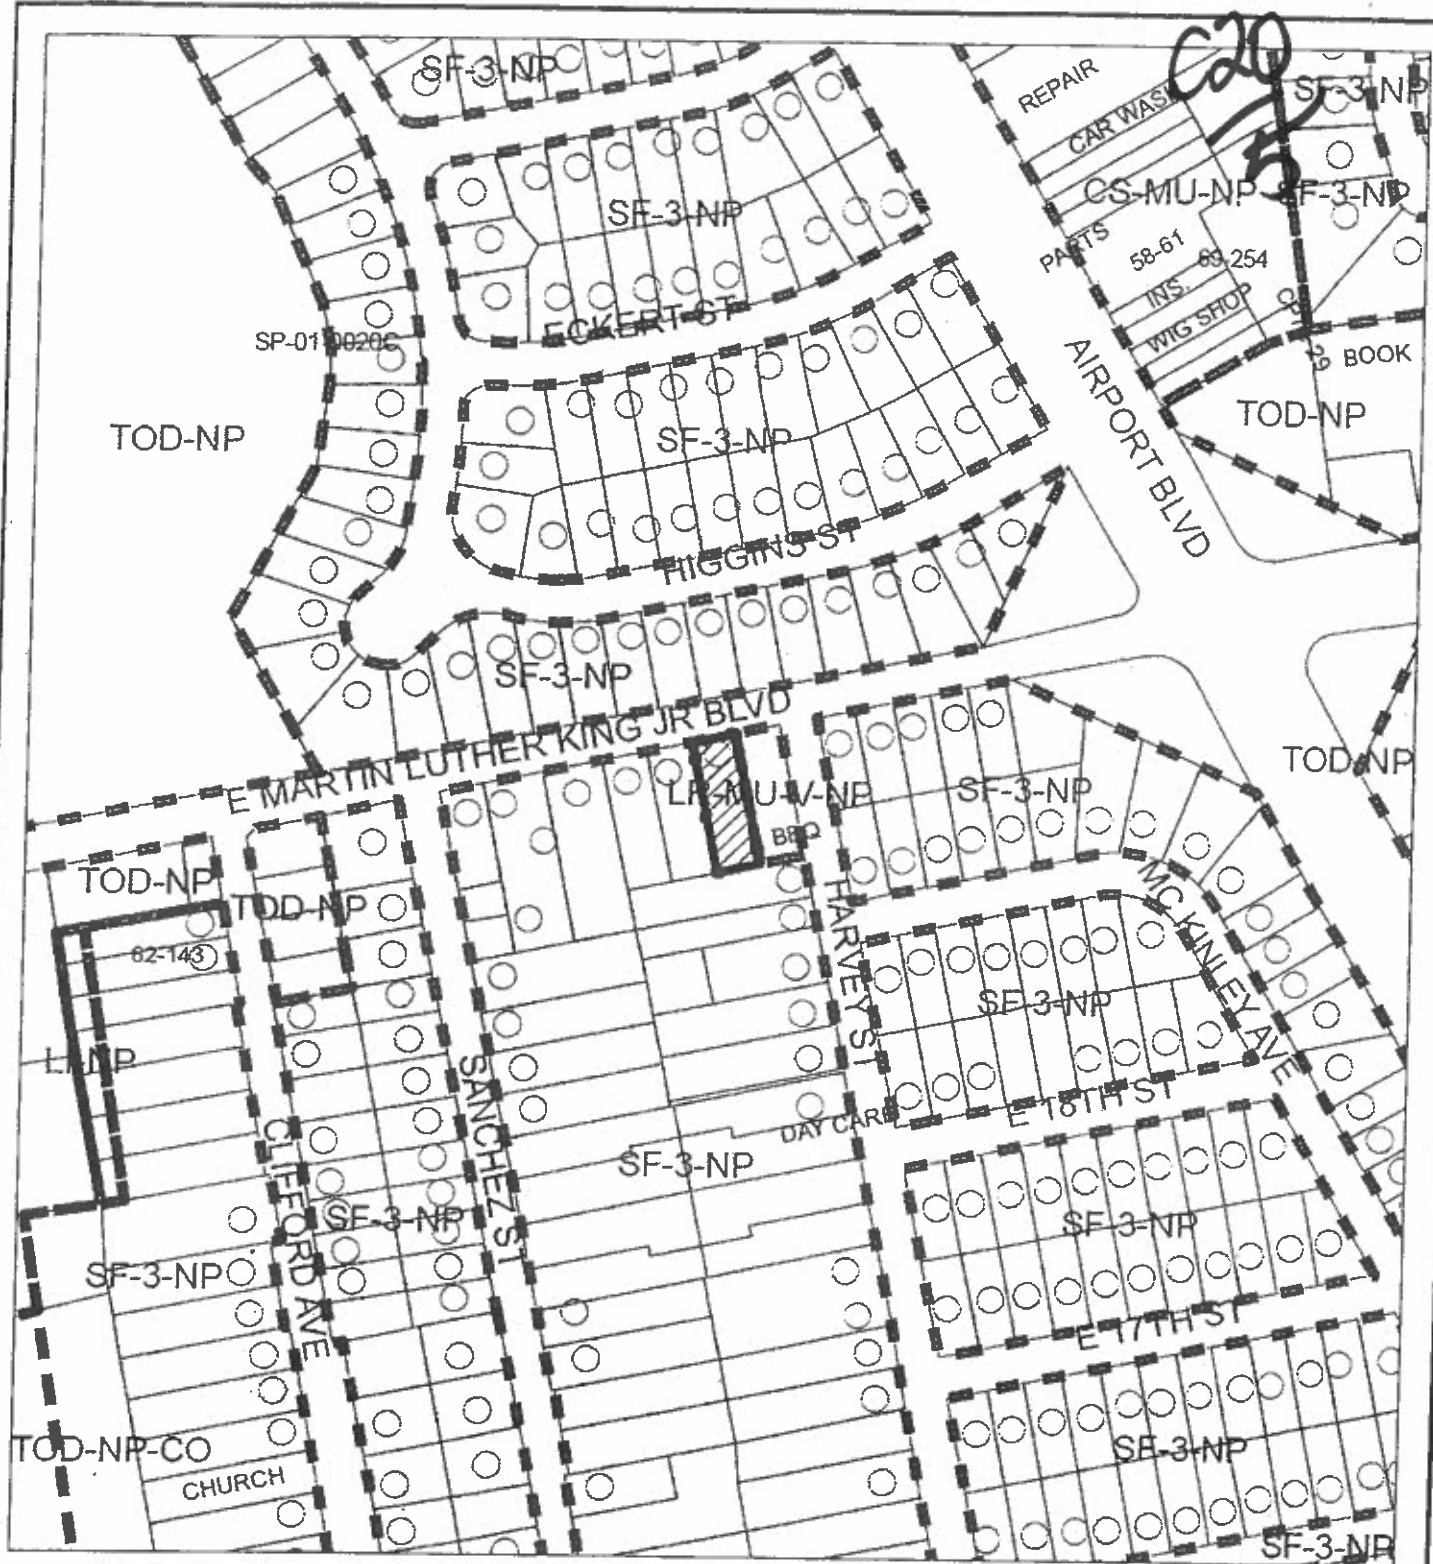 C20
5
SF-3-NP
REPAIR
SF-3-NP
CAR WASH
SF-3-NP
CS-MU-NP
SF-3-NP
PARTS
58-61
69-254
INS.
WIG SHOP
ECKERT ST
SP-01-0020C
BOOK
AIRPORT BLVD
TOD-NP
TOD-NP
SF-3-NP
HIGGINS ST
SF-3-NP
E MARTIN LUTHER KING JR BLVD
TOD-NP
LR-MU-V-NP
SF-3-NP
BBQ
TOD-NP
TOD-NP
HARVEY ST
MC KINLEY AVE
62-143
SF-3-NP
LI-NP
SANCHEZ ST
E 18TH ST
DAY CARE
CLIFFORD AVE
SF-3-NP
SF-3-NP
SF-3-NP
SF-3-NP
E 17TH ST
TOD-NP-CO
SF-3-NP
CHURCH
SF-3-NP